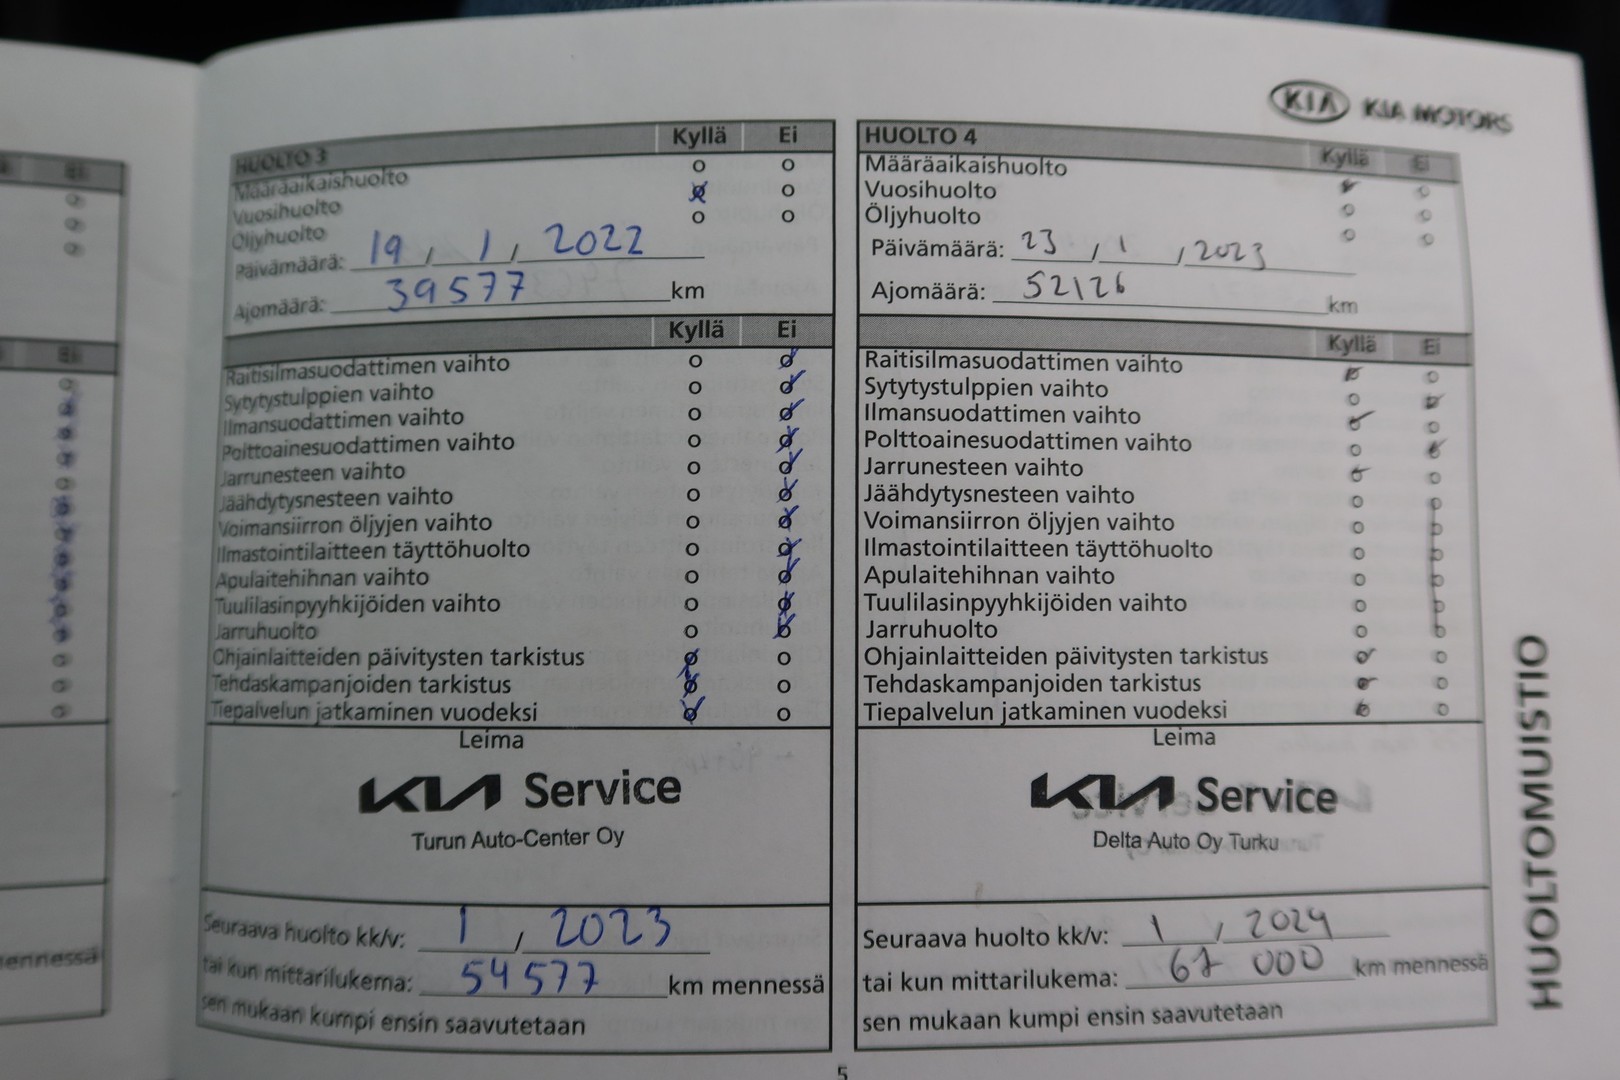 KIA KIA MOTORS
HUOLTO 3 Kyllä Ei
Määräaikaishuolto o o
Vuosihuolto o o
Öljyhuolto o o
Päivämäärä: 19 / 1 / 2022
Ajomäärä: 39577 km
Kyllä Ei
Raitisilmasuodattimen vaihto o o
Sytytystulppien vaihto o o
Ilmansuodattimen vaihto o o
Polttoainesuodattimen vaihto o o
Jarrunesteen vaihto o o
Jäähdytysnesteen vaihto o o
Voimansiirron öljyjen vaihto o o
Ilmastointilaitteen täyttöhuolto o o
Apulaitehihnan vaihto o o
Tuulilasinpyyhkijöiden vaihto o o
Jarruhuolto o o
Ohjainlaitteiden päivitysten tarkistus o o
Tehdaskampanjoiden tarkistus o o
Tiepalvelun jatkaminen vuodeksi o o
Leima
KIA Service
Turun Auto-Center Oy
Seuraava huolto kk/v: 1 / 2023
tai kun mittarilukema: 54577 km mennessä
sen mukaan kumpi ensin saavutetaan
HUOLTO 4 Kyllä Ei
Määräaikaishuolto o o
Vuosihuolto o o
Öljyhuolto o o
Päivämäärä: 23 / 1 / 2023
Ajomäärä: 52126 km
Kyllä Ei
Raitisilmasuodattimen vaihto o o
Sytytystulppien vaihto o o
Ilmansuodattimen vaihto o o
Polttoainesuodattimen vaihto o o
Jarrunesteen vaihto o o
Jäähdytysnesteen vaihto o o
Voimansiirron öljyjen vaihto o o
Ilmastointilaitteen täyttöhuolto o o
Apulaitehihnan vaihto o o
Tuulilasinpyyhkijöiden vaihto o o
Jarruhuolto o o
Ohjainlaitteiden päivitysten tarkistus o o
Tehdaskampanjoiden tarkistus o o
Tiepalvelun jatkaminen vuodeksi o o
Leima
KIA Service
Delta Auto Oy Turku
Seuraava huolto kk/v: 1 / 2024
tai kun mittarilukema: 67 000 km mennessä
sen mukaan kumpi ensin saavutetaan
HUOLTOMUISTIO
5